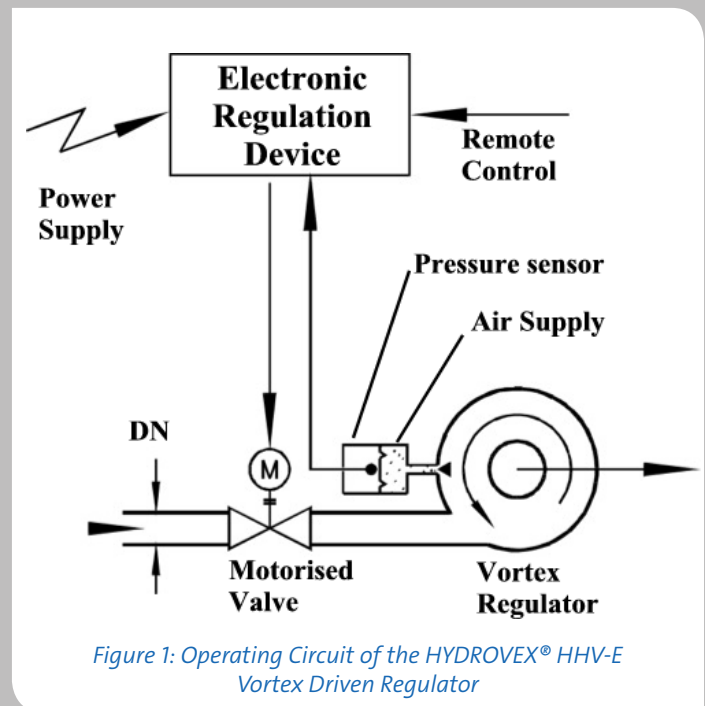 Electronic
Regulation
Device
Remote
Control
Power
Supply
Pressure sensor
Air Supply
DN
M
Motorised
Valve
Vortex
Regulator
Figure 1: Operating Circuit of the HYDROVEX® HHV-E
Vortex Driven Regulator